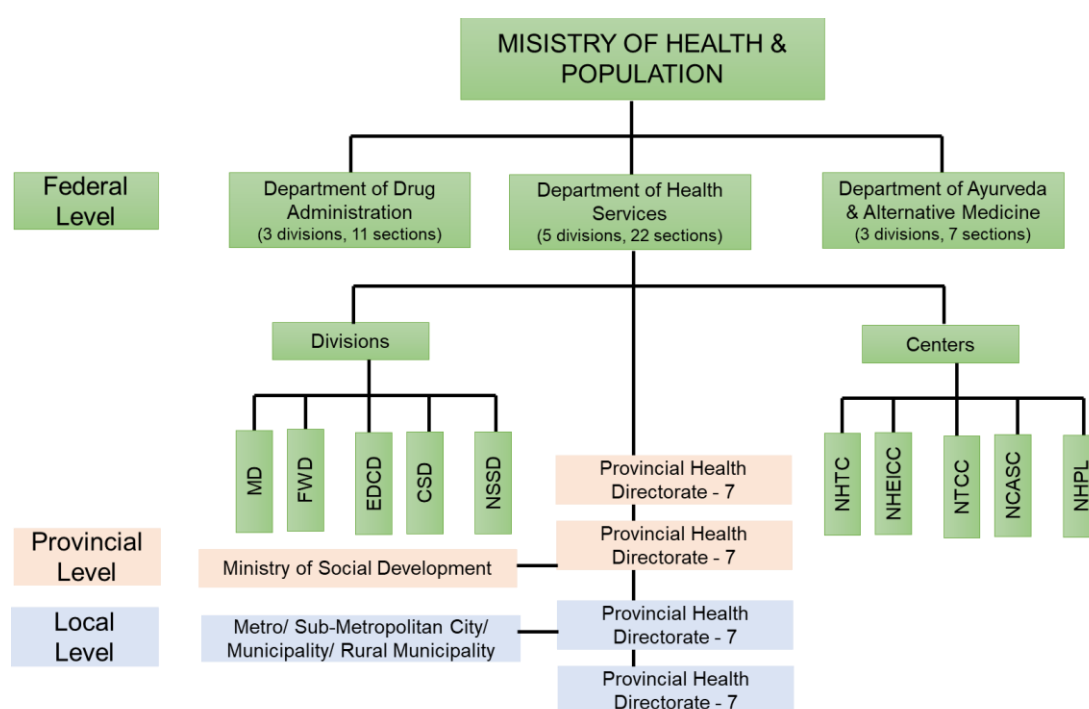 MISISTRY OF HEALTH &
POPULATION
Federal
Level
Department of Drug
Administration
(3 divisions, 11 sections)
Department of Health
Services
(5 divisions, 22 sections)
Department of Ayurveda
& Alternative Medicine
(3 divisions, 7 sections)
Divisions
Centers
MD
FWD
EDCD
CSD
NSSD
NHTC
NHEICC
NTCC
NCASC
NHPL
Provincial Health
Directorate - 7
Provincial
Level
Ministry of Social Development
Provincial Health
Directorate - 7
Local
Level
Metro/ Sub-Metropolitan City/
Municipality/ Rural Municipality
Provincial Health
Directorate - 7
Provincial Health
Directorate - 7